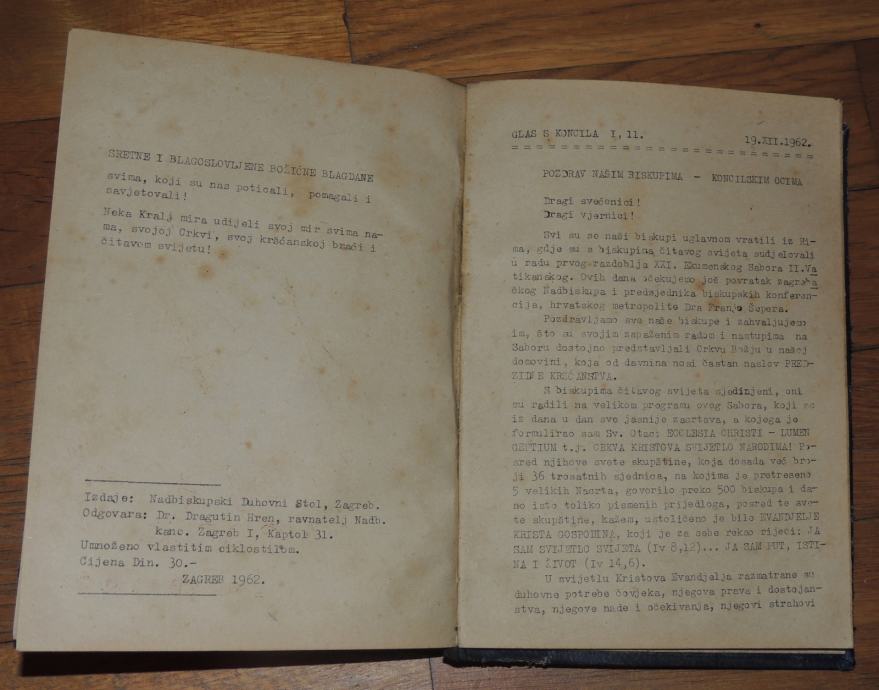 SRETNE I BLAGOSLOVLJENE BOŽIĆNE BLAGDANE
svima, koji su nas poticali, pomagali i
savjetovali!
Neka Kralj mira udijeli svoj mir svima na-
ma, svojoj Crkvi, svoj kršćanskoj braći i
čitavom svijetu!
Izdaje: Nadbiskupski Duhovni Stol, Zagreb.
Odgovara: Dr. Dragutin Hren, ravnatelj Nadb.
kanc. Zagreb I, Kaptol 31.
Umnoženo vlastitim ciklostilom.
Cijena Din. 30.-
ZAGREB 1962.
GLAS S KONCILA I, 11. 19.XII.1962.
POZDRAV NAŠIM BISKUPIMA - KONCILSKIM OCIMA
Dragi svećenici!
Dragi vjernici!
Svi su se naši biskupi uglavnom vratili iz Ri-
ma, gdje su s biskupima čitavog svijeta sudjelovali
u radu prvog razdoblja XXI. Ekumenskog Sabora II.Va
tikanskog. Ovih dana očekujemo još povratak zagreba
čkog Nadbiskupa i predsjednika biskupskih konferen-
cija, hrvatskog metropolite Dra Franje Šepera.
Pozdravljamo sve naše biskupe i zahvaljujemo
im, što su svojim zapaženim radom i nastupima na
Saboru dostojno predstavljali Crkvu Božju u našoj
domovini, koja od davnina nosi častan naslov PRED-
ZIĐE KRŠĆANSTVA.
S biskupima čitavog svijeta sjedinjeni, oni
su radili na velikom programu ovog Sabora, koji se
iz dana u dan sve jasnije zacrtava, a kojega je
formulirao sam Sv. Otac: ECCLESIA CHRISTI - LUMEN
GENTIUM t.j. CRKVA KRISTOVA SVIJETLO NARODIMA! Po-
sred njihove svete skupštine, koja dosada već bro-
ji 36 trosatnih sjednica, na kojima je pretreseno
5 velikih Nacrta, govorilo preko 500 biskupa i da-
no isto toliko pismenih prijedloga, posred te sve-
te skupštine, kažem, ustoličeno je bilo EVANĐELJE
KRISTA GOSPODINA, koji je za sebe rekao riječi: JA
SAM SVIJETLO SVIJETA (Iv 8,12)... JA SAM PUT, ISTI-
NA I ŽIVOT (Iv 14,6).
U svijetlu Kristova Evanđelja razmatrane su
duhovne potrebe čovjeka, njegova prava i dostojan-
stva, njegove nade i očekivanja, njegovi strahovi